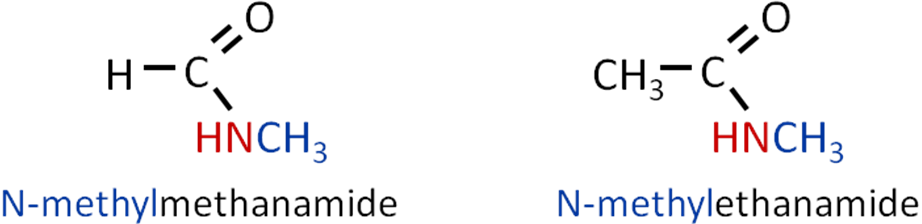 O O
H C CH₃ C
HNCH₃ HNCH₃
N-methylmethanamide N-methylethanamide